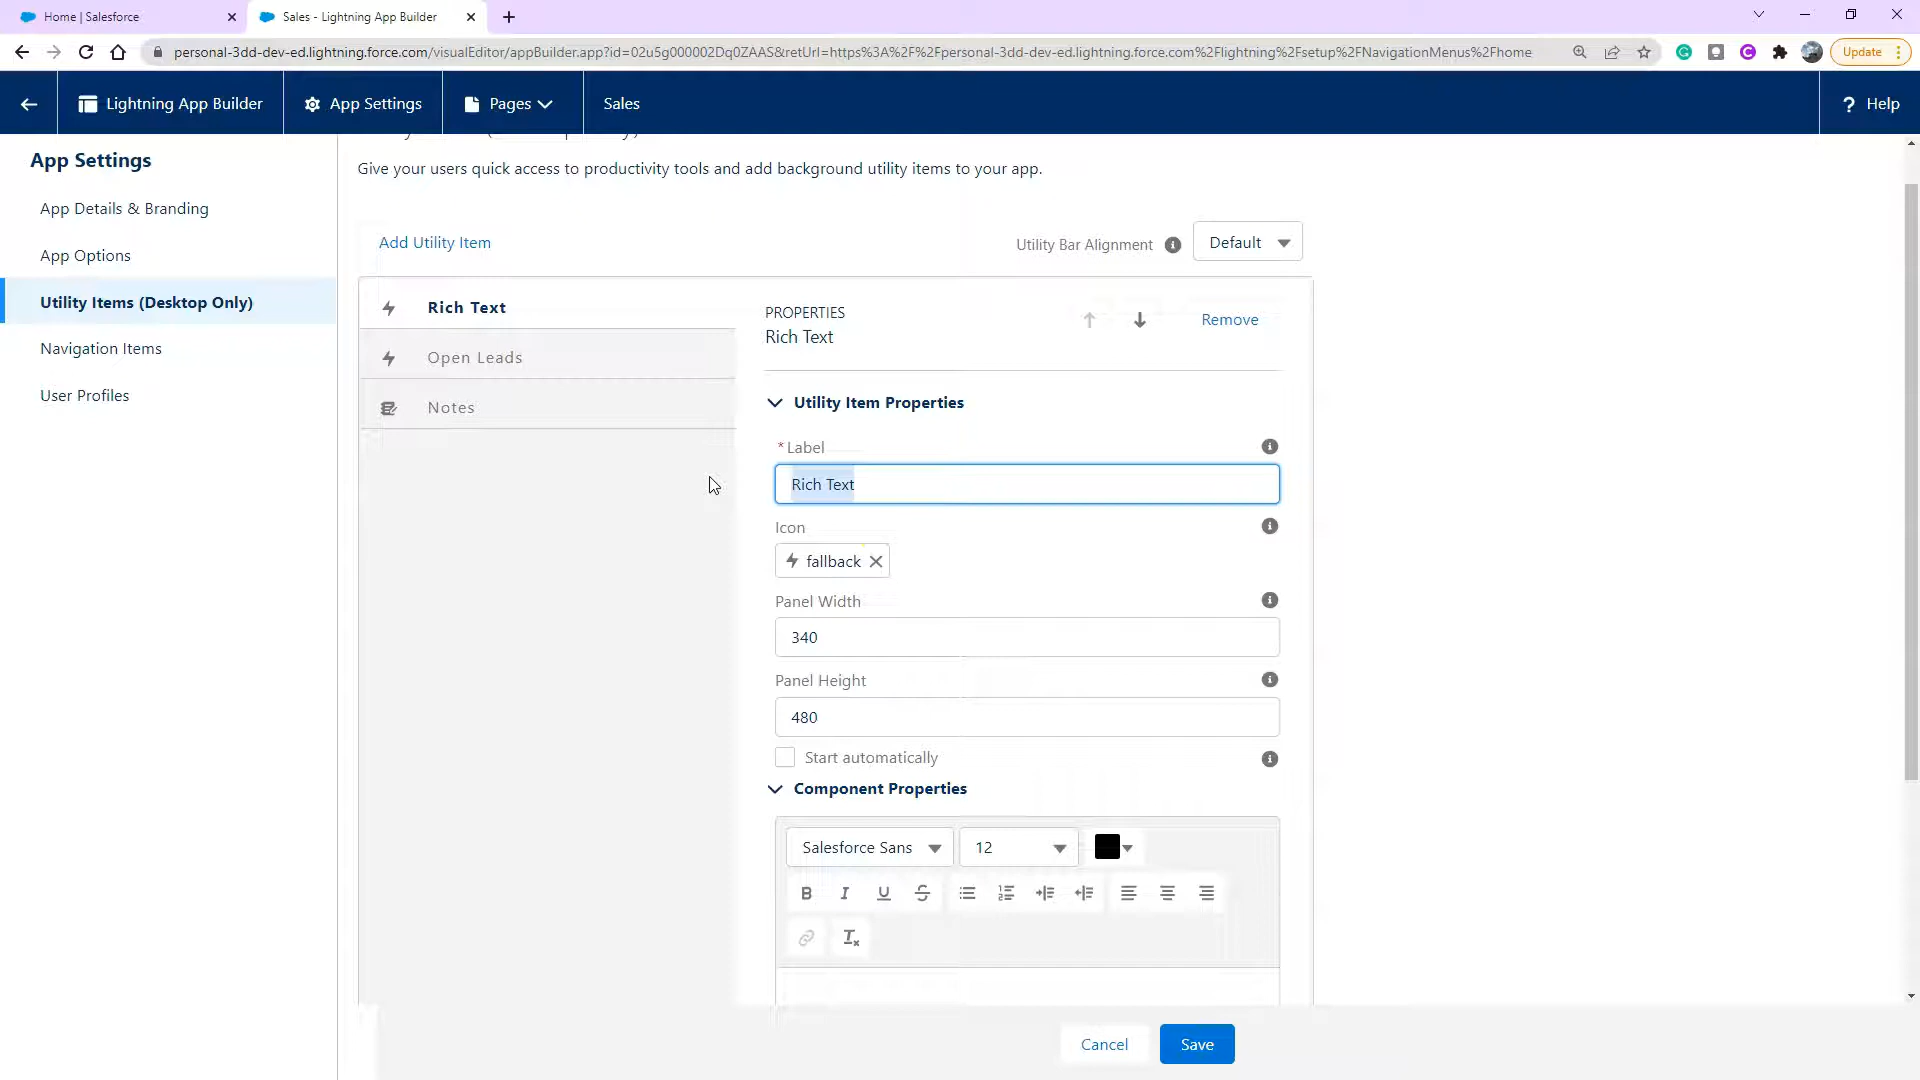 Home | Salesforce
Sales - Lightning App Builder
personal-3dd-dev-ed.lightning.force.com/visualEditor/appBuilder.app?id=02u5g000002Dq0ZAAS&retUrl=https%3A%2F%2Fpersonal-3dd-dev-ed.lightning.force.com%2Flightning%2Fsetup%2FNavigationMenus%2Fhome
Update
Lightning App Builder
App Settings
Pages
Sales
? Help
App Settings
App Details & Branding
App Options
Utility Items (Desktop Only)
Navigation Items
User Profiles
Give your users quick access to productivity tools and add background utility items to your app.
Add Utility Item
Utility Bar Alignment
Default
Rich Text
Open Leads
Notes
PROPERTIES
Rich Text
Remove
Utility Item Properties
*Label
Rich Text
Icon
fallback
Panel Width
340
Panel Height
480
Start automatically
Component Properties
Salesforce Sans
12
Cancel
Save